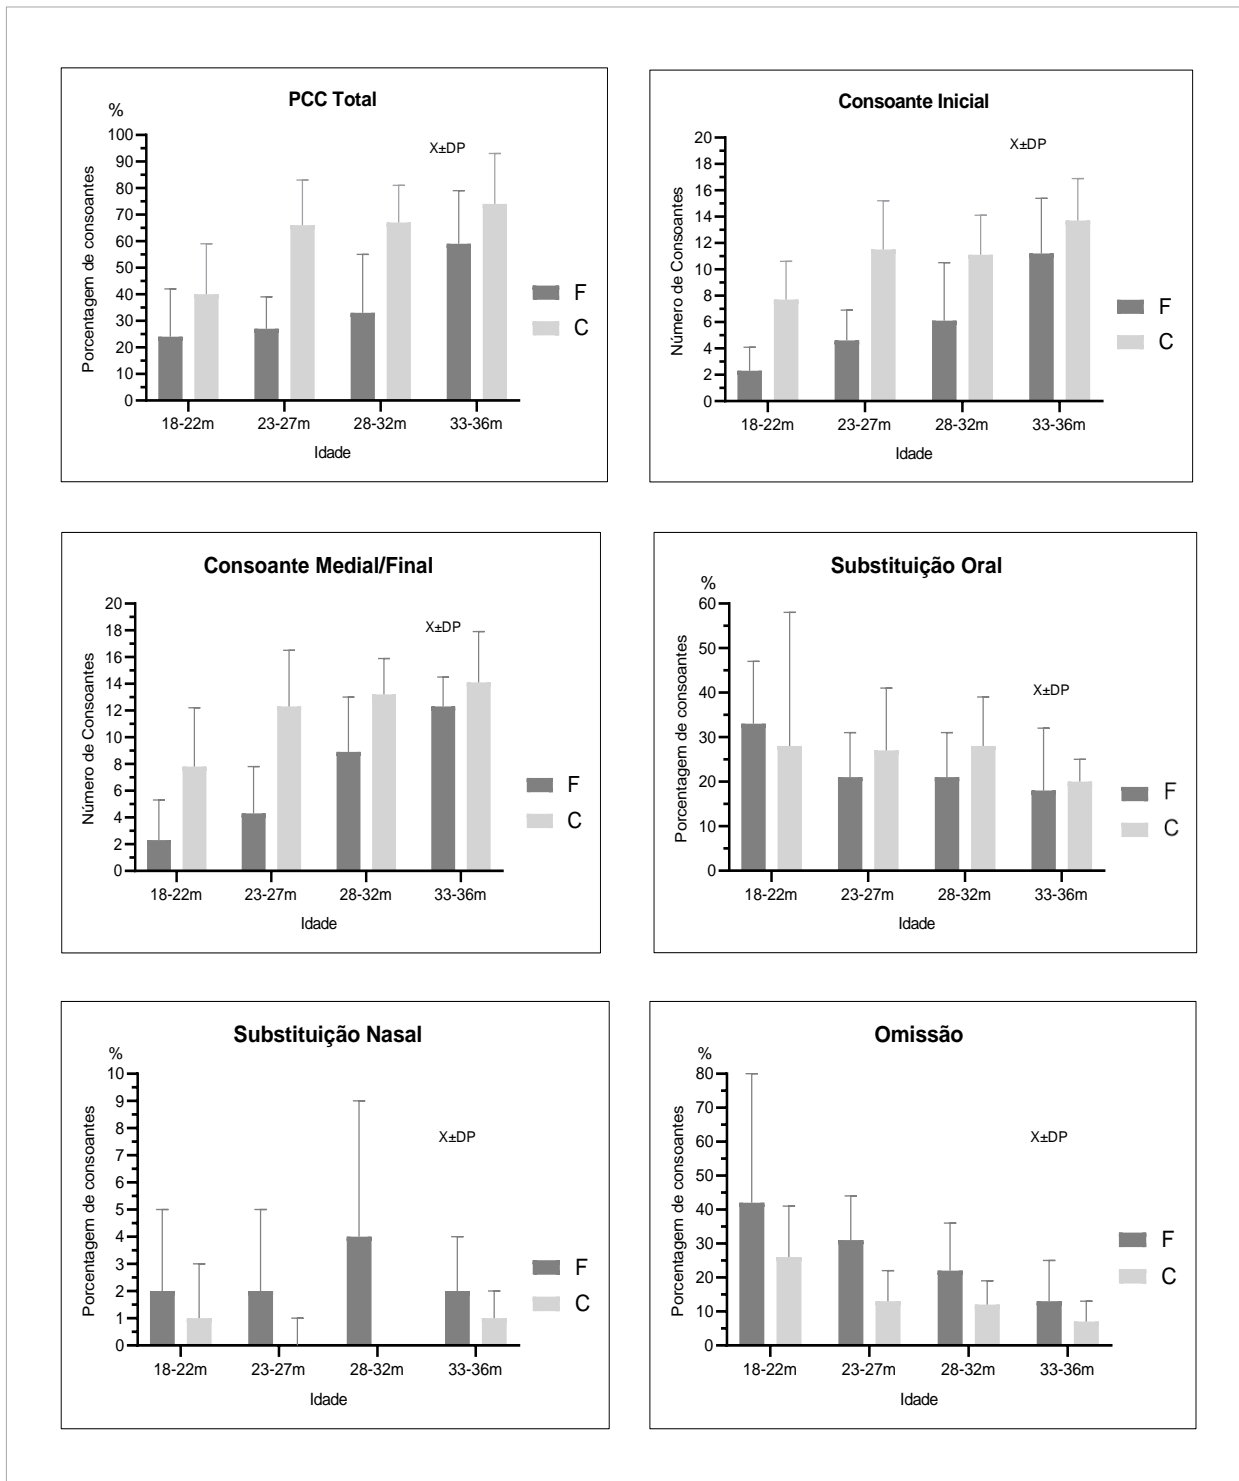 PCC Total
%
X±DP
Porcentagem de consoantes
100
90
80
70
60
50
40
30
20
10
0
18-22m 23-27m 28-32m 33-36m
Idade
F
C
Consoante Inicial
X±DP
Número de Consoantes
20
18
16
14
12
10
8
6
4
2
0
18-22m 23-27m 28-32m 33-36m
Idade
F
C
Consoante Medial/Final
X±DP
Número de Consoantes
20
18
16
14
12
10
8
6
4
2
0
18-22m 23-27m 28-32m 33-36m
Idade
F
C
Substituição Oral
%
X±DP
Porcentagem de consoantes
60
50
40
30
20
10
0
18-22m 23-27m 28-32m 33-36m
Idade
F
C
Substituição Nasal
%
X±DP
Porcentagem de consoantes
10
9
8
7
6
5
4
3
2
1
0
18-22m 23-27m 28-32m 33-36m
Idade
F
C
Omissão
%
X±DP
Porcentagem de consoantes
80
70
60
50
40
30
20
10
0
18-22m 23-27m 28-32m 33-36m
Idade
F
C